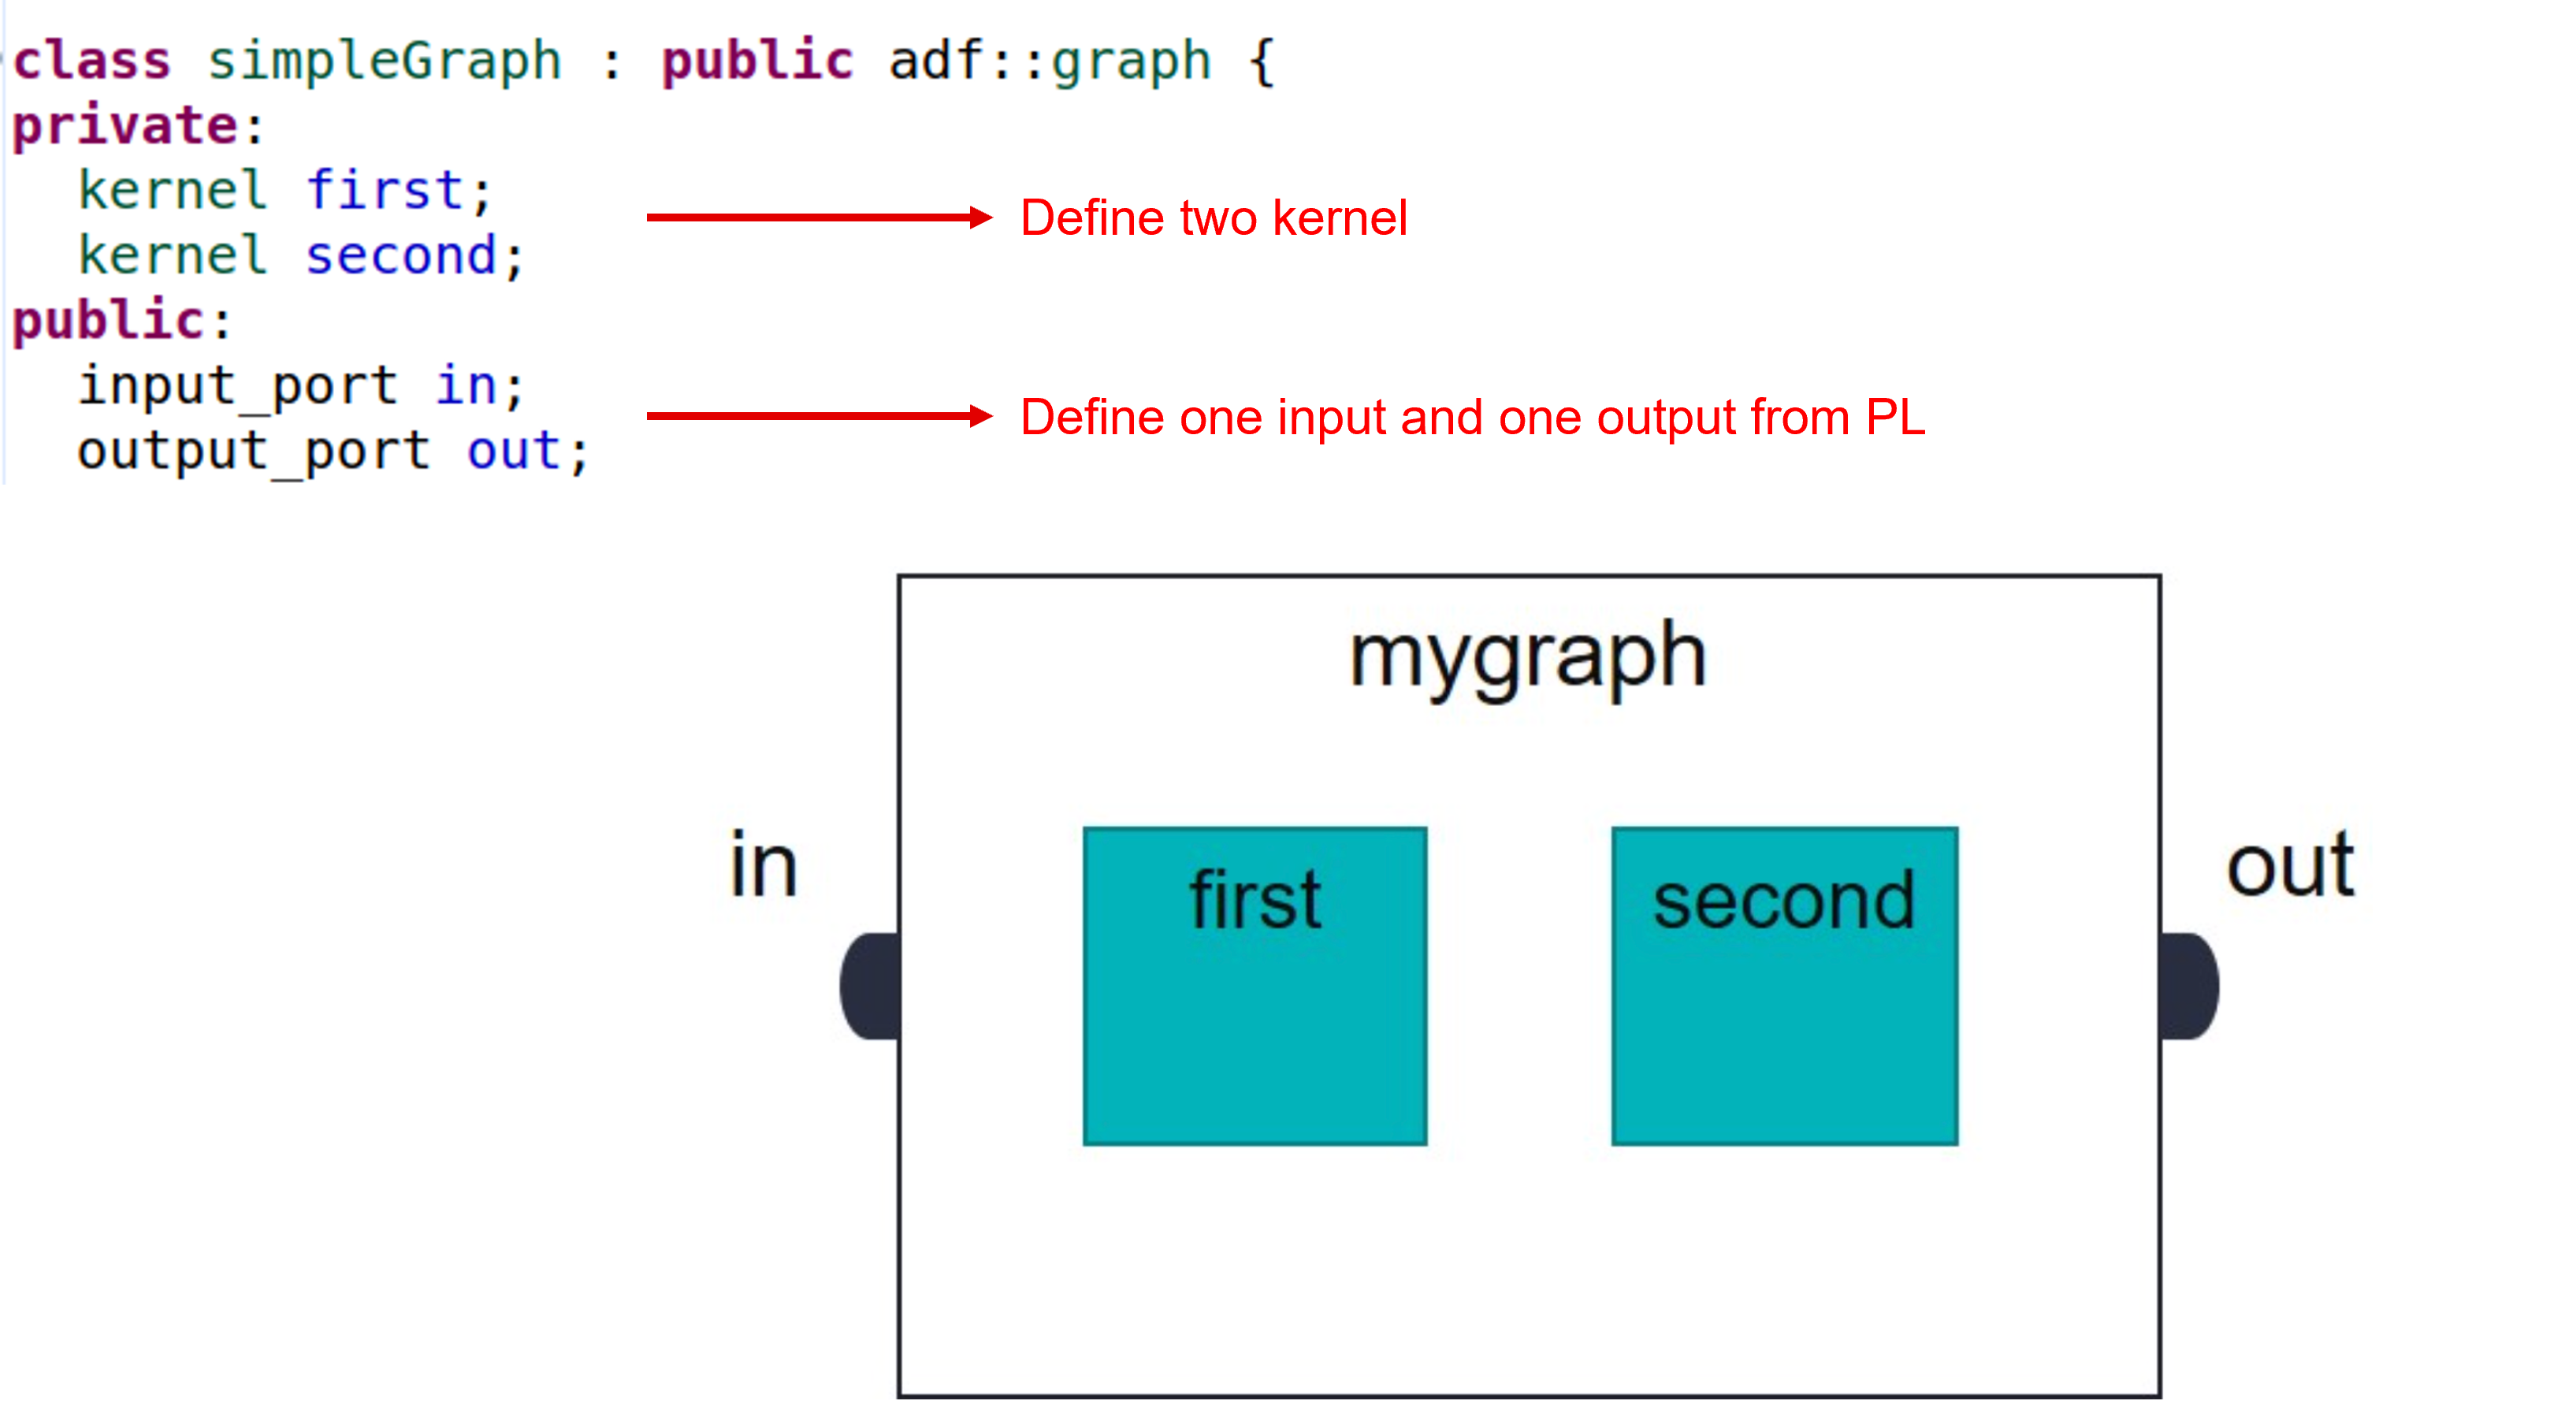 class simpleGraph : public adf::graph {
private:
kernel first;
kernel second;
Define two kernel
public:
input_port in;
output_port out;
Define one input and one output from PL
mygraph
in
first
second
out